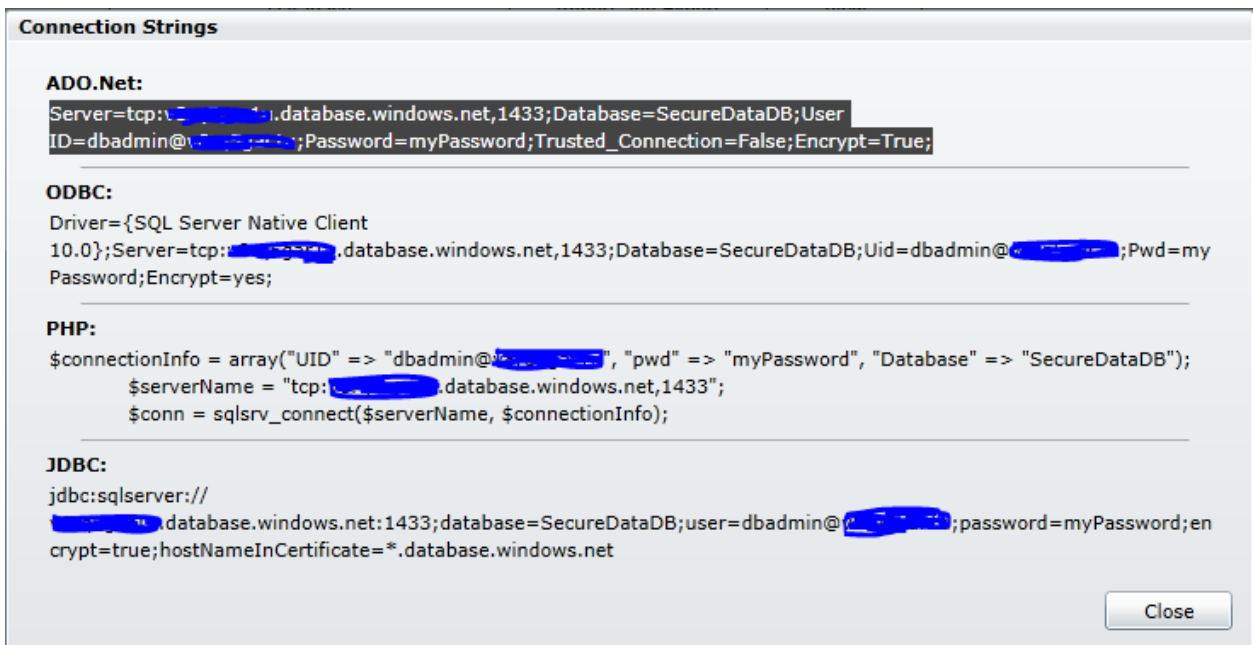 Connection Strings
ADO.Net:
Server=tcp:.database.windows.net,1433;Database=SecureDataDB;User
ID=dbadmin@;Password=myPassword;Trusted_Connection=False;Encrypt=True;
ODBC:
Driver={SQL Server Native Client
10.0};Server=tcp:.database.windows.net,1433;Database=SecureDataDB;Uid=dbadmin@;Pwd=my
Password;Encrypt=yes;
PHP:
$connectionInfo = array("UID" => "dbadmin@", "pwd" => "myPassword", "Database" => "SecureDataDB");
$serverName = "tcp:.database.windows.net,1433";
$conn = sqlsrv_connect($serverName, $connectionInfo);
JDBC:
jdbc:sqlserver://
.database.windows.net:1433;database=SecureDataDB;user=dbadmin@;password=myPassword;en
crypt=true;hostNameInCertificate=*.database.windows.net
Close